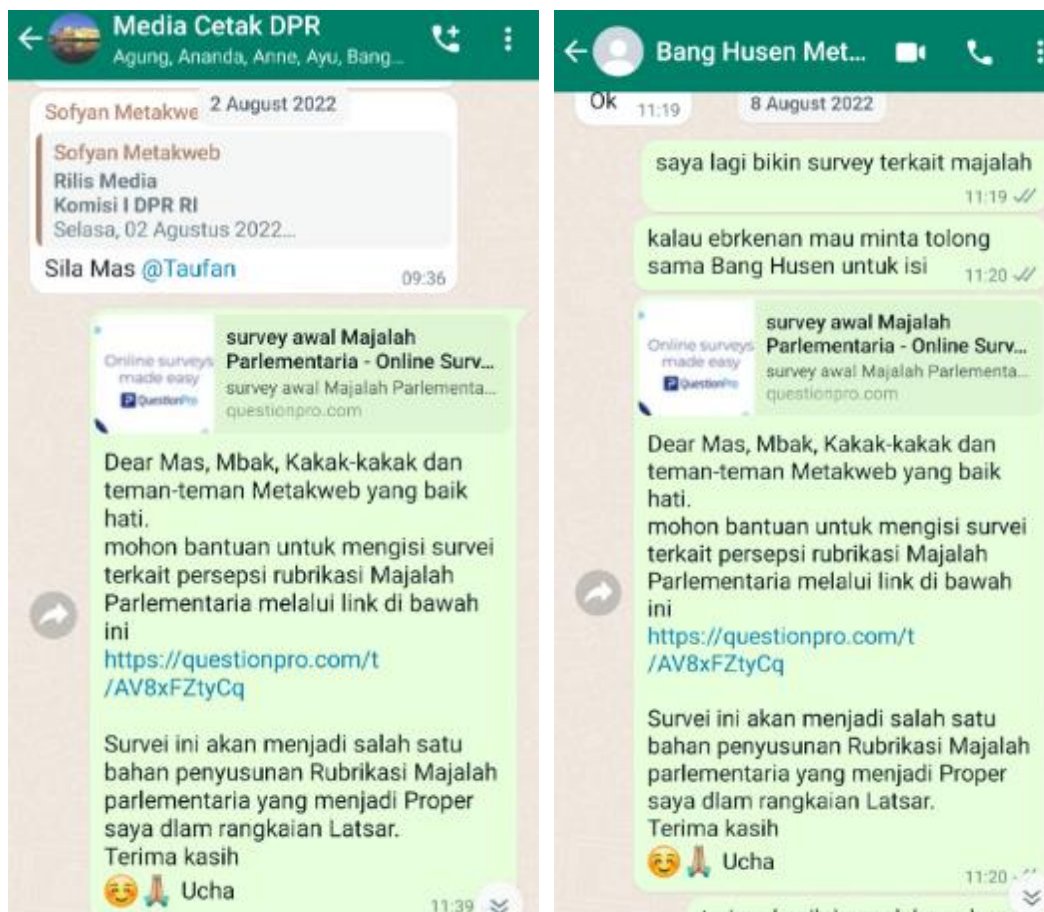 Media Cetak DPR
Agung, Ananda, Anne, Ayu, Bang...
2 August 2022
Sofyan Metakwe
Sofyan Metakweb
Rilis Media
Komisi I DPR RI
Selasa, 02 Agustus 2022...
Sila Mas @Taufan
09:36
Online surveys
made easy
QuestionPro
survey awal Majalah
Parlementaria - Online Surv...
survey awal Majalah Parlementa...
questionpro.com
Dear Mas, Mbak, Kakak-kakak dan
teman-teman Metakweb yang baik
hati.
mohon bantuan untuk mengisi survei
terkait persepsi rubrikasi Majalah
Parlementaria melalui link di bawah
ini
https://questionpro.com/t
/AV8xFZtyCq
Survei ini akan menjadi salah satu
bahan penyusunan Rubrikasi Majalah
parlementaria yang menjadi Proper
saya dlam rangkaian Latsar.
Terima kasih
☺️🙏🏼 Ucha
11:39
Bang Husen Met...
Ok 11:19
8 August 2022
saya lagi bikin survey terkait majalah
11:19
kalau ebrkenan mau minta tolong
sama Bang Husen untuk isi
11:20
Online surveys
made easy
QuestionPro
survey awal Majalah
Parlementaria - Online Surv...
survey awal Majalah Parlementa...
questionpro.com
Dear Mas, Mbak, Kakak-kakak dan
teman-teman Metakweb yang baik
hati.
mohon bantuan untuk mengisi survei
terkait persepsi rubrikasi Majalah
Parlementaria melalui link di bawah
ini
https://questionpro.com/t
/AV8xFZtyCq
Survei ini akan menjadi salah satu
bahan penyusunan Rubrikasi Majalah
parlementaria yang menjadi Proper
saya dlam rangkaian Latsar.
Terima kasih
☺️🙏🏼 Ucha
11:20